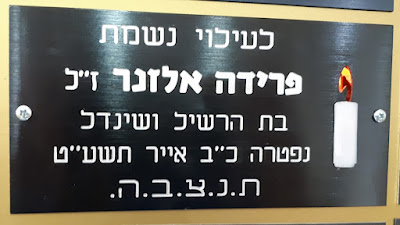 לעילוי נשמת
פרידה אלזנר ז"ל
בת הרשיל ושינדל
נפטרה כ"ב אייר תשע"ט
ת.נ.צ.ב.ה.